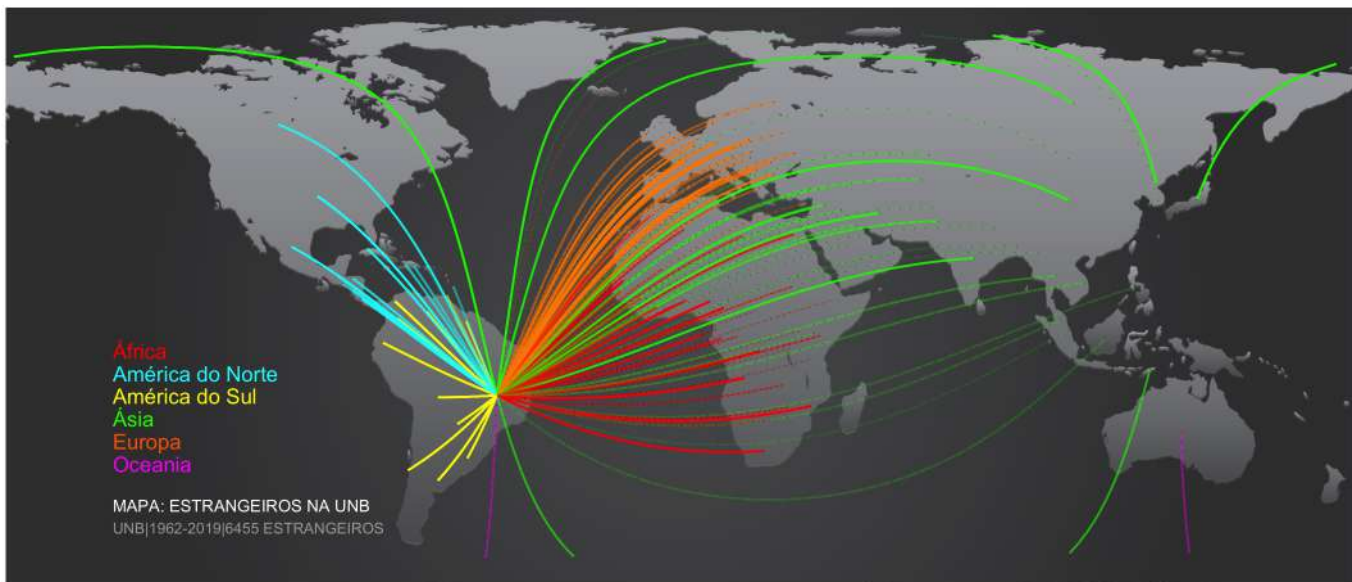 África
América do Norte
América do Sul
Ásia
Europa
Oceania
MAPA: ESTRANGEIROS NA UNB
UNB|1962-2019|6455 ESTRANGEIROS